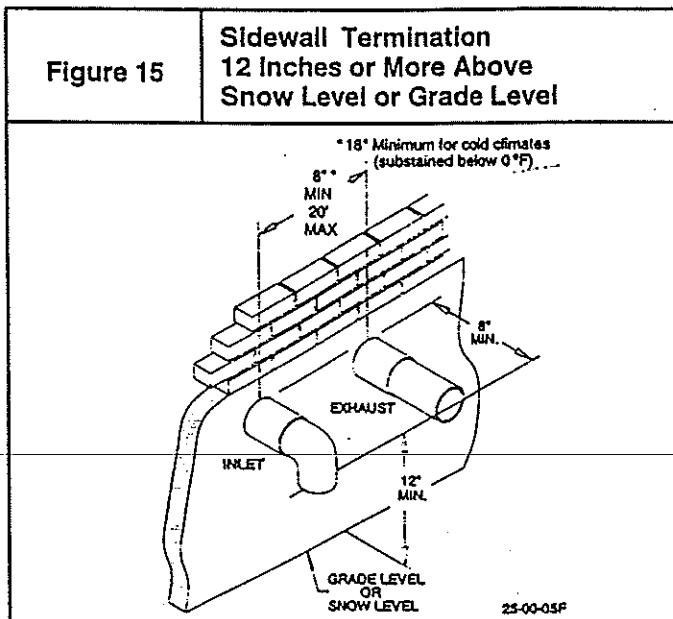 Figure 15
Sidewall Termination
12 Inches or More Above
Snow Level or Grade Level
*18" Minimum for cold climates
(substained below 0°F)
8"*
MIN
20'
MAX
8"
MIN.
EXHAUST
INLET
12"
MIN.
GRADE LEVEL
OR
SNOW LEVEL
25-00-05F